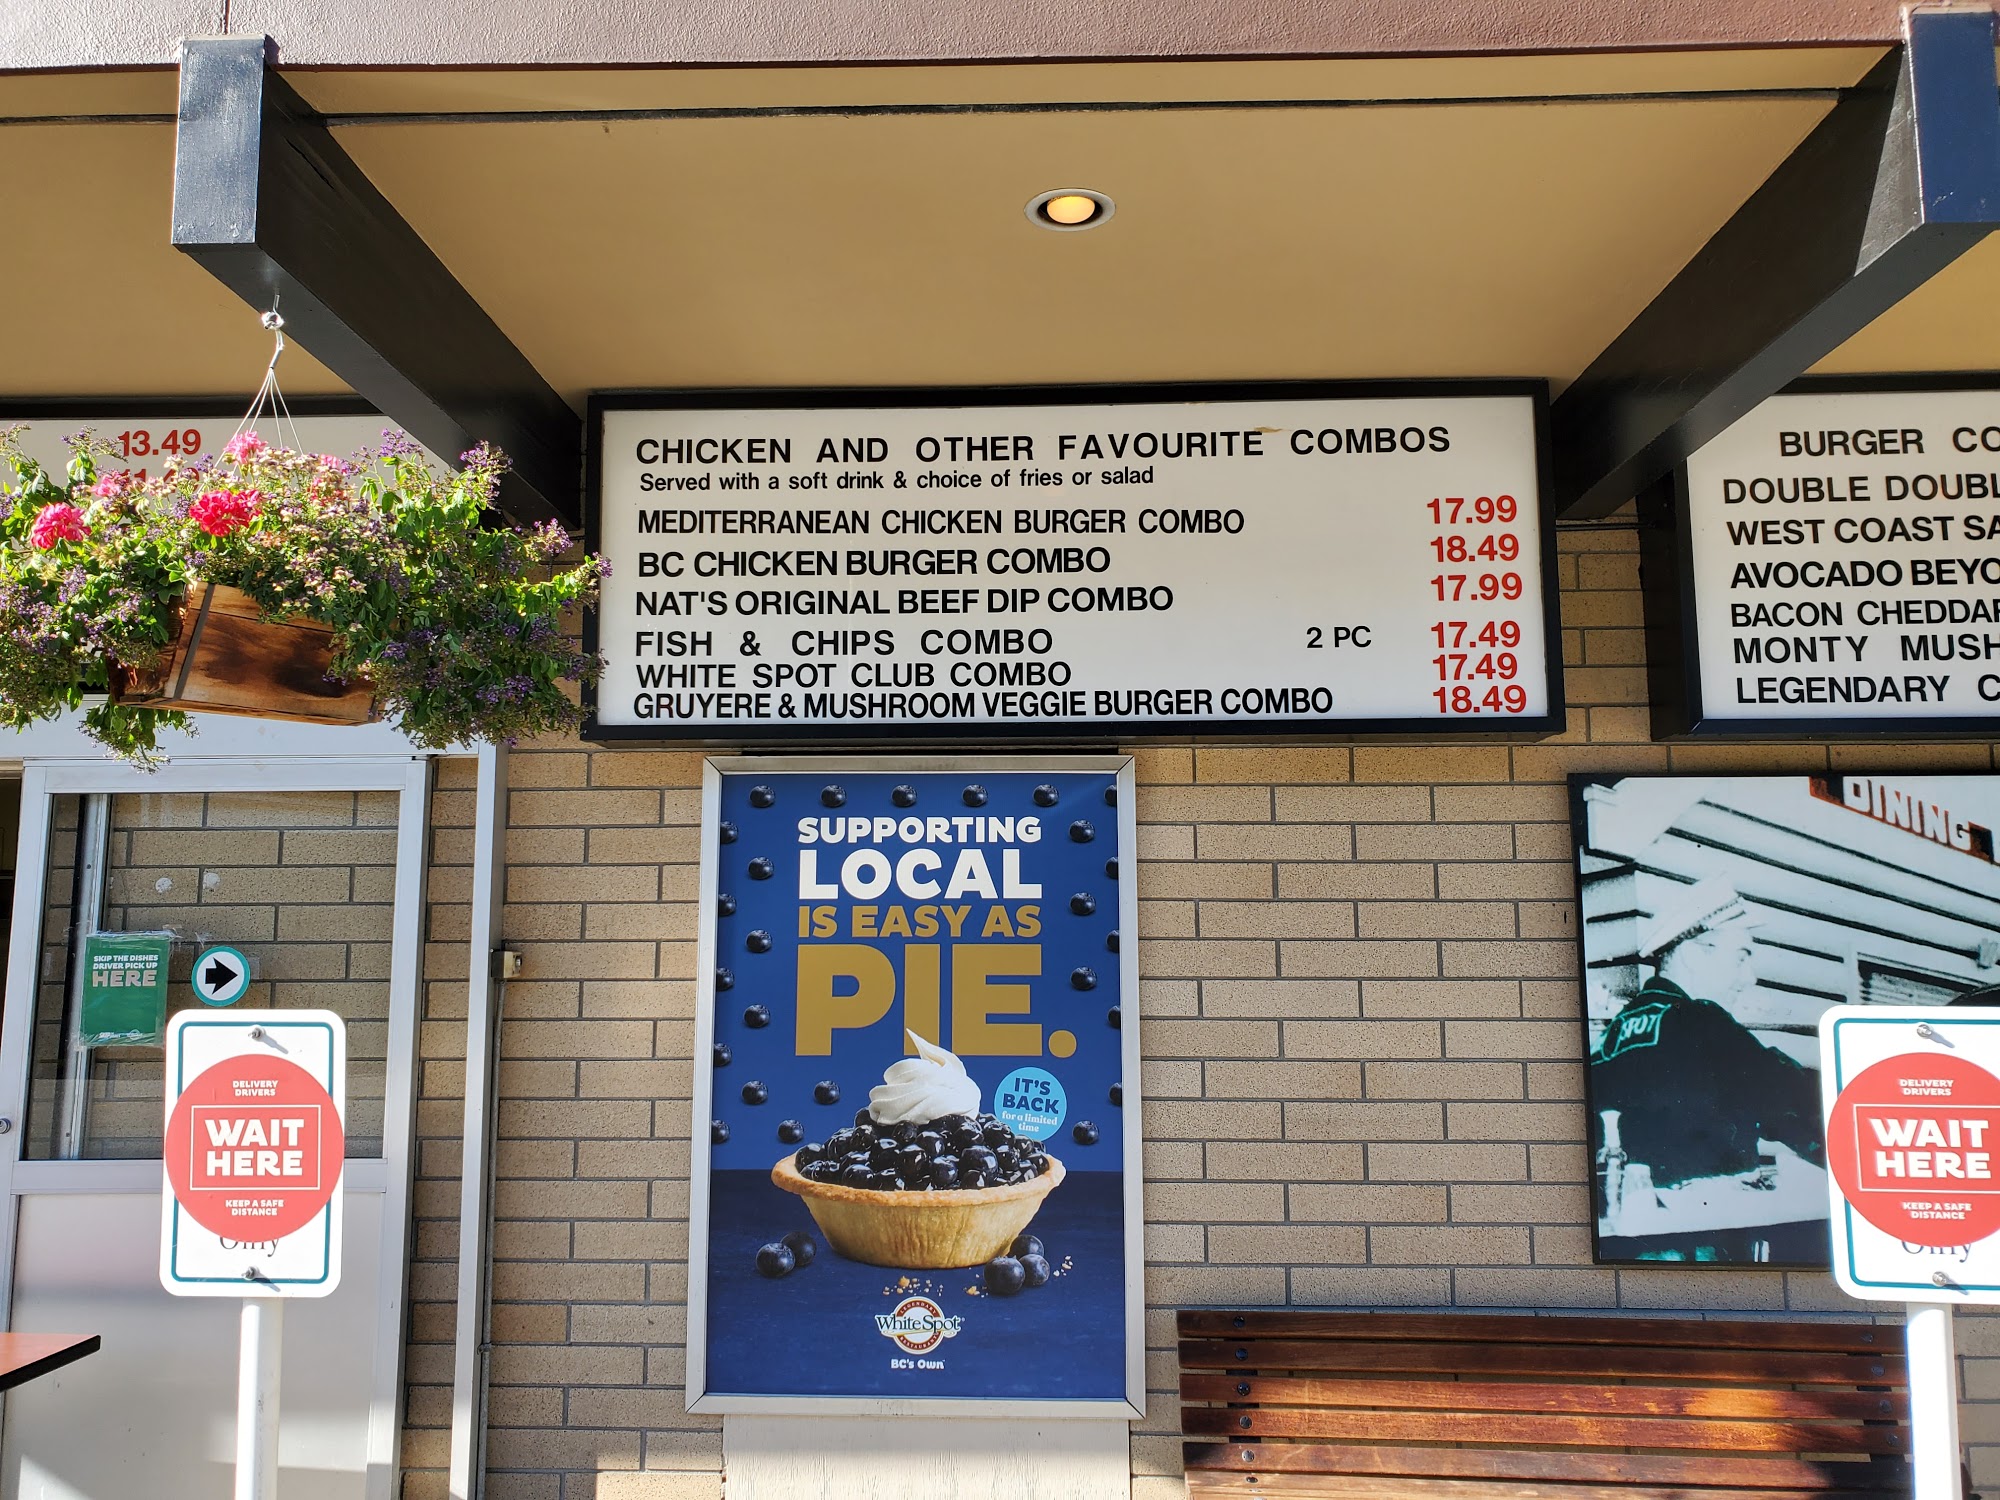 13.49
CHICKEN AND OTHER FAVOURITE COMBOS
Served with a soft drink & choice of fries or salad
MEDITERRANEAN CHICKEN BURGER COMBO 17.99
BC CHICKEN BURGER COMBO 18.49
NAT'S ORIGINAL BEEF DIP COMBO 17.99
FISH & CHIPS COMBO 2 PC 17.49
WHITE SPOT CLUB COMBO 17.49
GRUYERE & MUSHROOM VEGGIE BURGER COMBO 18.49
BURGER CO
DOUBLE DOUBL
WEST COAST SA
AVOCADO BEYO
BACON CHEDDAR
MONTY MUSH
LEGENDARY C
SUPPORTING
LOCAL
IS EASY AS
PIE.
IT'S
BACK
for a limited
time
LEGENDARY
White Spot
RESTAURANTS
BC's Own
DINING
SPOT
SKIP THE DISHES
DRIVER PICK UP
HERE
DELIVERY
DRIVERS
WAIT
HERE
KEEP A SAFE
DISTANCE
Only
DELIVERY
DRIVERS
WAIT
HERE
KEEP A SAFE
DISTANCE
Only